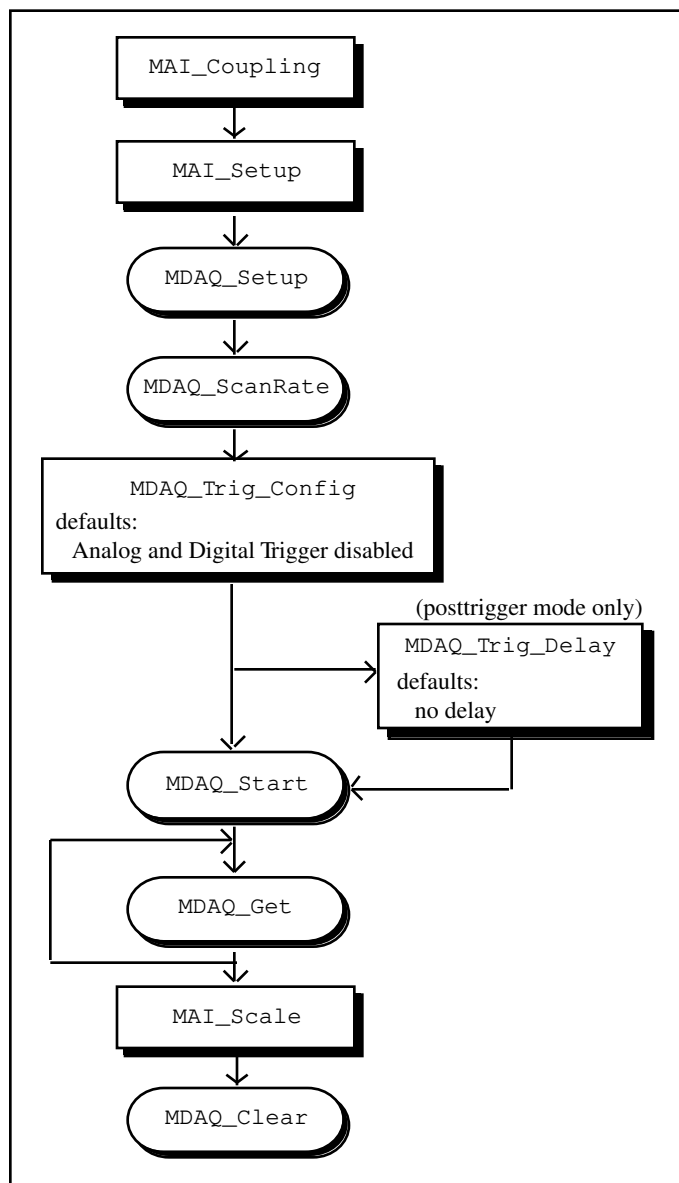 MAI_Coupling
MAI_Setup
MDAQ_Setup
MDAQ_ScanRate
MDAQ_Trig_Config
defaults:
Analog and Digital Trigger disabled
(posttrigger mode only)
MDAQ_Trig_Delay
defaults:
no delay
MDAQ_Start
MDAQ_Get
MAI_Scale
MDAQ_Clear